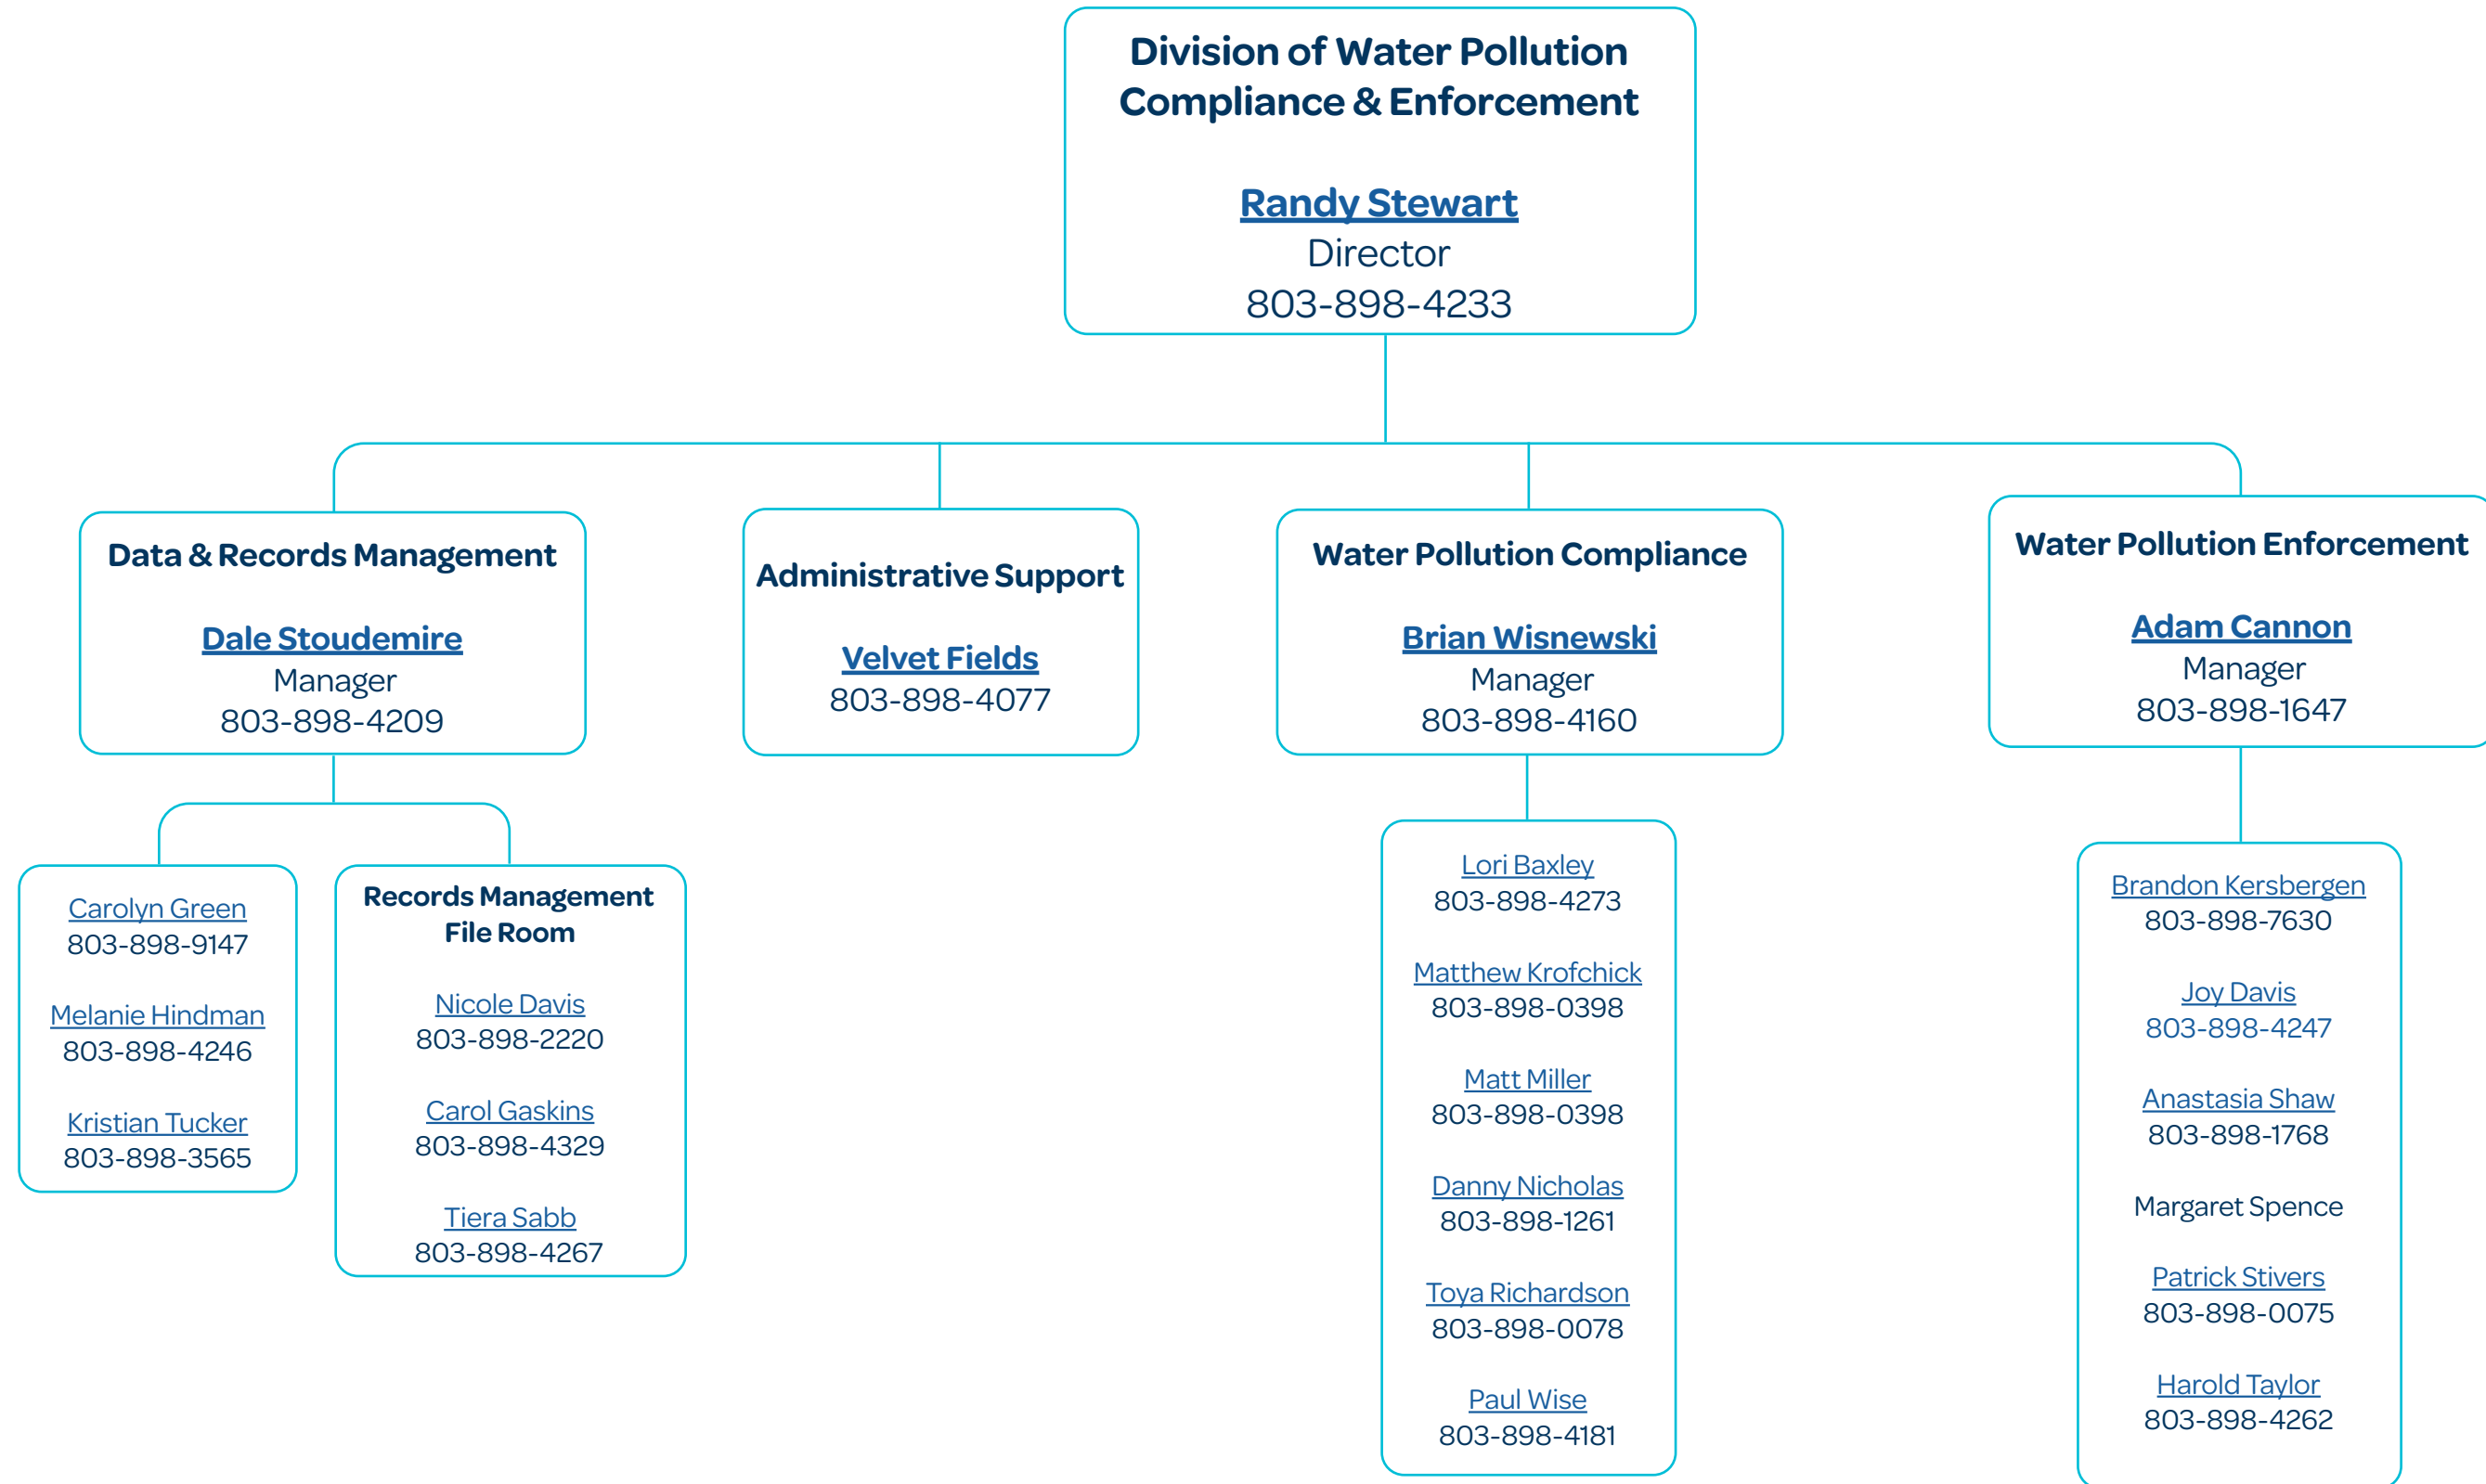 Division of Water Pollution
Compliance & Enforcement
Randy Stewart
Director
803-898-4233
Data & Records Management
Dale Stoudemire
Manager
803-898-4209
Administrative Support
Velvet Fields
803-898-4077
Water Pollution Compliance
Brian Wisnewski
Manager
803-898-4160
Water Pollution Enforcement
Adam Cannon
Manager
803-898-1647
Carolyn Green
803-898-9147
Melanie Hindman
803-898-4246
Kristian Tucker
803-898-3565
Records Management
File Room
Nicole Davis
803-898-2220
Carol Gaskins
803-898-4329
Tiera Sabb
803-898-4267
Lori Baxley
803-898-4273
Matthew Krofchick
803-898-0398
Matt Miller
803-898-0398
Danny Nicholas
803-898-1261
Toya Richardson
803-898-0078
Paul Wise
803-898-4181
Brandon Kersbergen
803-898-7630
Joy Davis
803-898-4247
Anastasia Shaw
803-898-1768
Margaret Spence
Patrick Stivers
803-898-0075
Harold Taylor
803-898-4262